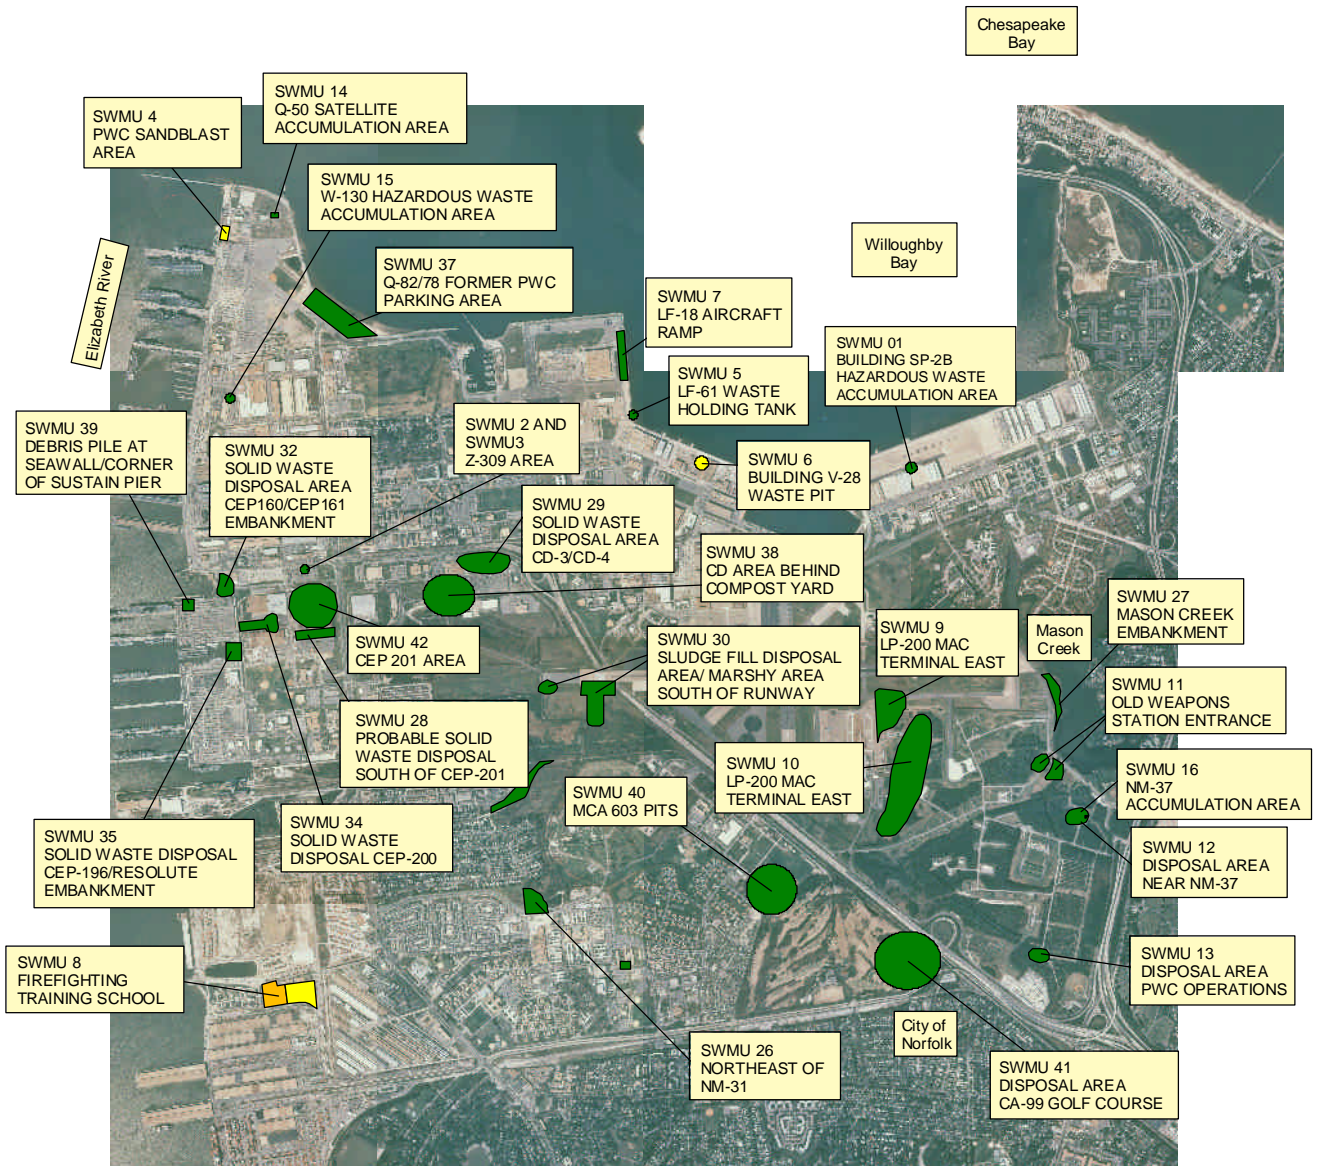 Chesapeake
Bay
SWMU 14
Q-50 SATELLITE
ACCUMULATION AREA
SWMU 4
PWC SANDBLAST
AREA
SWMU 15
W-130 HAZARDOUS WASTE
ACCUMULATION AREA
Willoughby
Bay
Elizabeth River
SWMU 37
Q-82/78 FORMER PWC
PARKING AREA
SWMU 7
LF-18 AIRCRAFT
RAMP
SWMU 01
BUILDING SP-2B
HAZARDOUS WASTE
ACCUMULATION AREA
SWMU 5
LF-61 WASTE
HOLDING TANK
SWMU 39
DEBRIS PILE AT
SEAWALL/CORNER
OF SUSTAIN PIER
SWMU 32
SOLID WASTE
DISPOSAL AREA
CEP160/CEP161
EMBANKMENT
SWMU 2 AND
SWMU3
Z-309 AREA
SWMU 6
BUILDING V-28
WASTE PIT
SWMU 29
SOLID WASTE
DISPOSAL AREA
CD-3/CD-4
SWMU 38
CD AREA BEHIND
COMPOST YARD
SWMU 27
MASON CREEK
EMBANKMENT
SWMU 42
CEP 201 AREA
SWMU 30
SLUDGE FILL DISPOSAL
AREA/ MARSHY AREA
SOUTH OF RUNWAY
SWMU 9
LP-200 MAC
TERMINAL EAST
Mason
Creek
SWMU 11
OLD WEAPONS
STATION ENTRANCE
SWMU 28
PROBABLE SOLID
WASTE DISPOSAL
SOUTH OF CEP-201
SWMU 10
LP-200 MAC
TERMINAL EAST
SWMU 16
NM-37
ACCUMULATION AREA
SWMU 40
MCA 603 PITS
SWMU 35
SOLID WASTE DISPOSAL
CEP-196/RESOLUTE
EMBANKMENT
SWMU 34
SOLID WASTE
DISPOSAL CEP-200
SWMU 12
DISPOSAL AREA
NEAR NM-37
SWMU 8
FIREFIGHTING
TRAINING SCHOOL
SWMU 13
DISPOSAL AREA
PWC OPERATIONS
City of
Norfolk
SWMU 26
NORTHEAST OF
NM-31
SWMU 41
DISPOSAL AREA
CA-99 GOLF COURSE